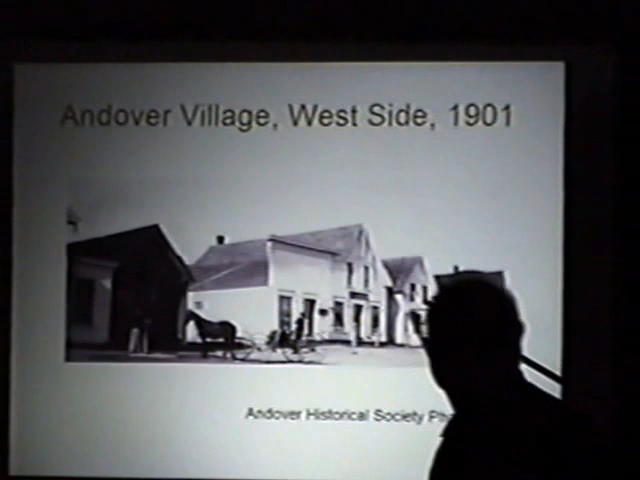 Andover Village, West Side, 1901
Andover Historical Society